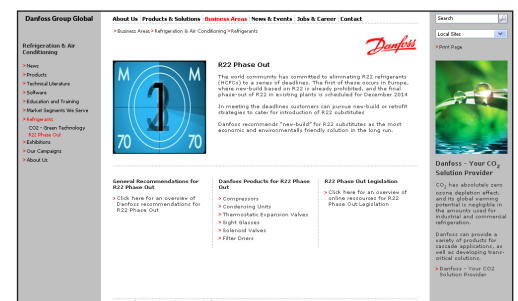 Danfoss Group Global
About Us | Products & Solutions | Business Areas | News & Events | Jobs & Career | Contact
> Business Areas > Refrigeration & Air Conditioning > Refrigerants
Search
Local Sites
> Print Page
Refrigeration & Air
Conditioning
> News
> Products
> Technical Literature
> Software
> Education and Training
> Market Segments We Serve
> Refrigerants
CO2 - Green Technology
R22 Phase Out
> Exhibitions
> Our Campaigns
> About Us
Danfoss
M M
3
70 70
R22 Phase Out
The world community has committed to eliminating R22 refrigerants
(HCFCs) to a series of deadlines. The first of these occurs in Europe,
where new-build based on R22 is already prohibited, and the final
phase-out of R22 in existing plants is scheduled for December 2014
In meeting the deadlines customers can pursue new-build or retrofit
strategies to cater for introduction of R22 substitutes
Danfoss recommends "new-build" for R22 substitutes as the most
economic and environmentally friendly solution in the long run.
General Recommendations for
R22 Phase Out
> Click here for an overview of
Danfoss recommendations for
R22 Phase Out
Danfoss Products for R22 Phase
Out
> Compressors
> Condensing Units
> Thermostatic Expansion Valves
> Sight Glasses
> Solenoid Valves
> Filter Driers
R22 Phase Out Legislation
> Click here for an overview of
online ressources for R22
Phase Out Legislation
Danfoss - Your CO2
Solution Provider
CO2 has absolutely zero
ozone depletion effect,
and its global warming
potential is negligible in
the amounts used for
industrial and commercial
refrigeration.
Danfoss can provide a
variety of products for
cascade applications, as
well as developing trans-
critical solutions.
> Danfoss - Your CO2
Solution Provider